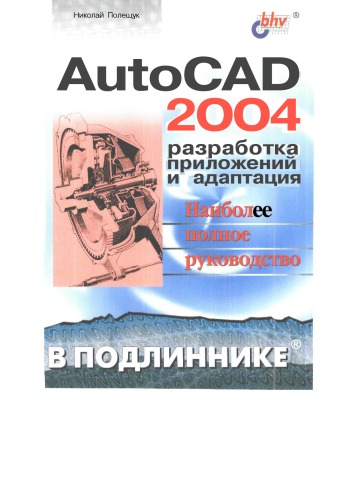 Николай Полещук
bhv®
AutoCAD
2004
разработка
приложений
и адаптация
Наиболее
полное
руководство
В ПОДЛИННИКЕ®